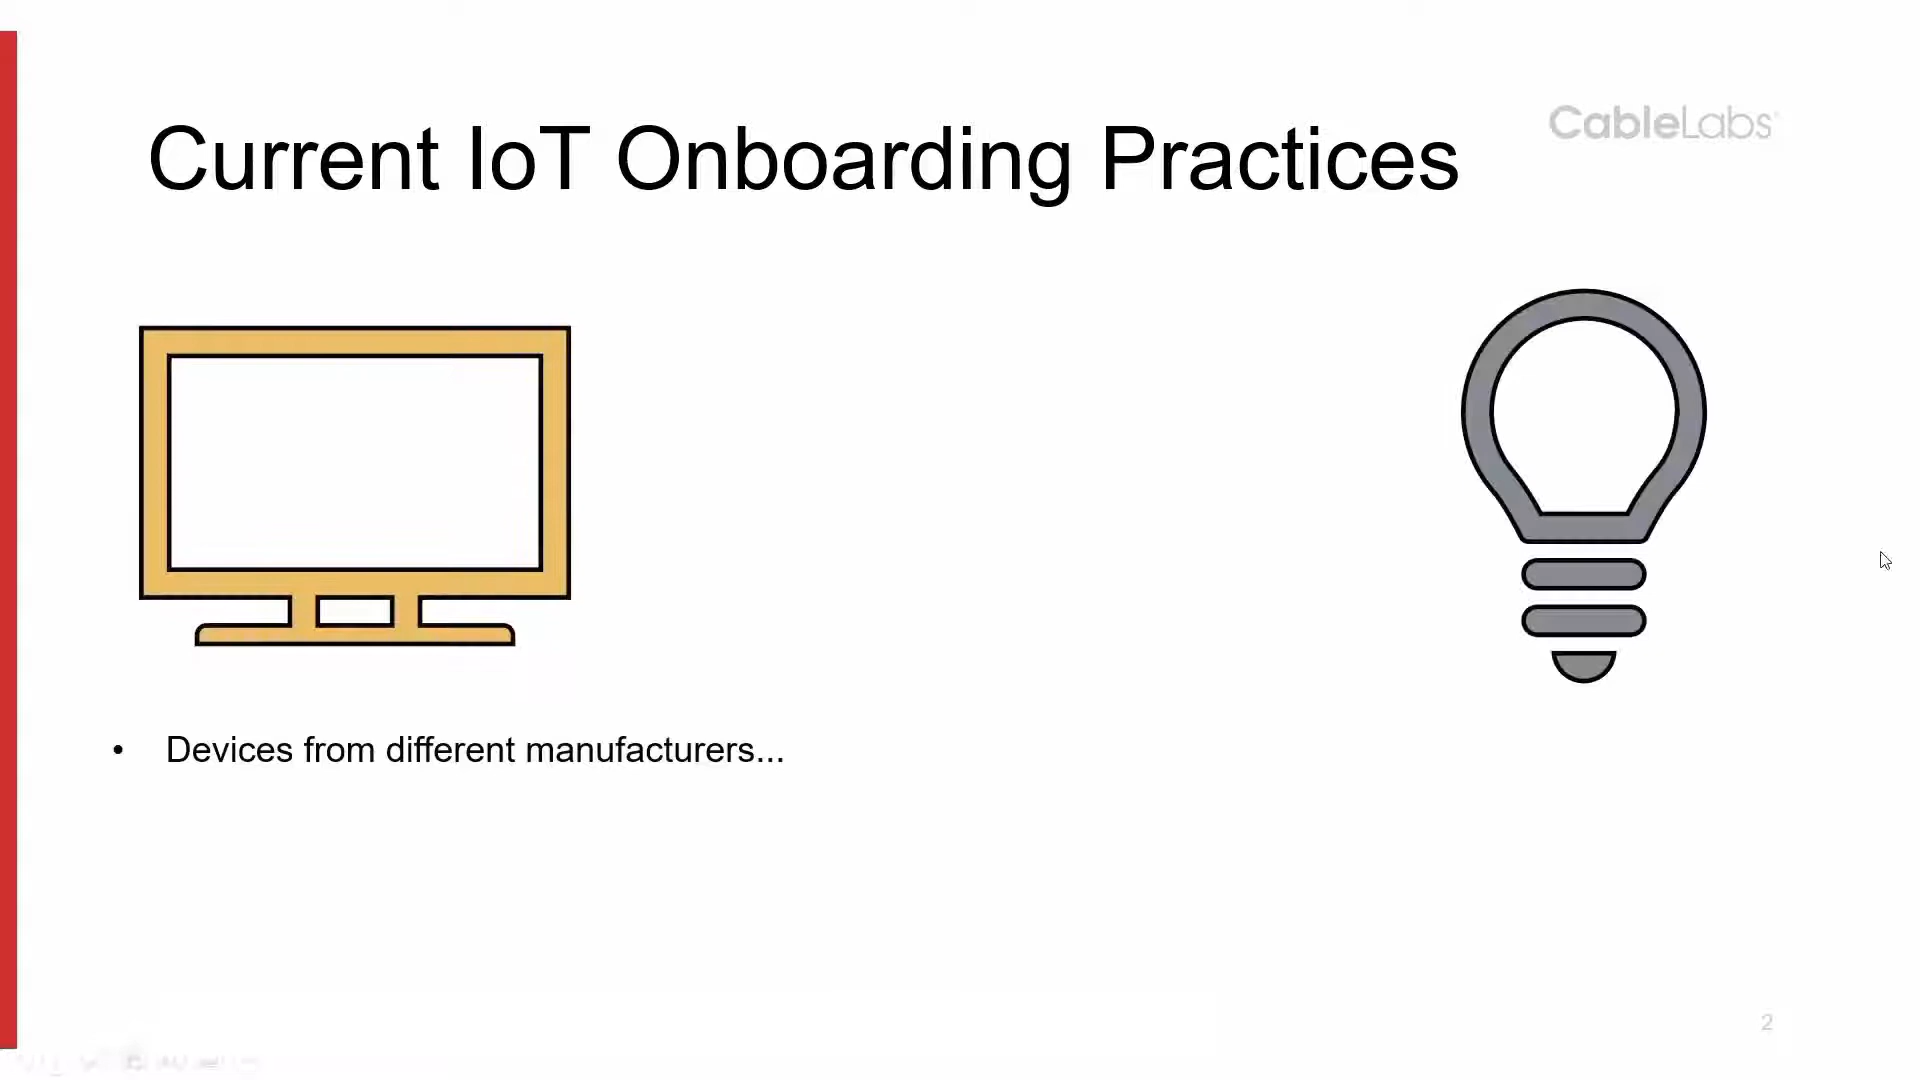 Current IoT Onboarding Practices
CableLabs
• Devices from different manufacturers...
2